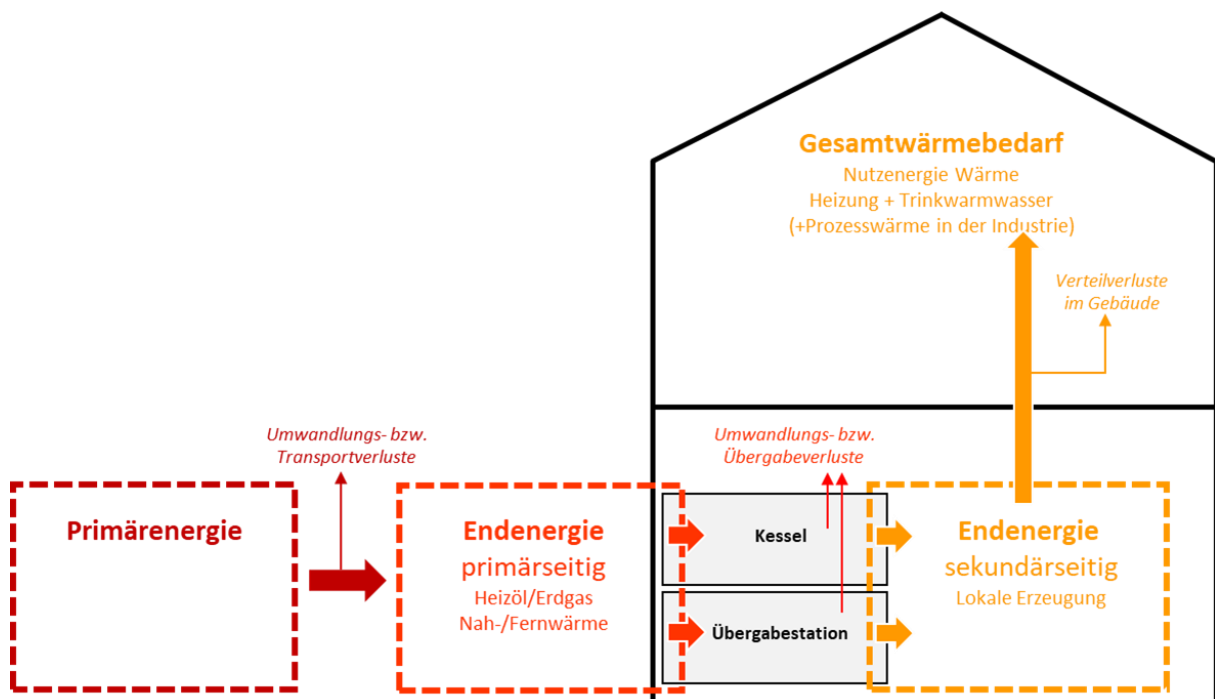 Gesamtwärmebedarf
Nutzenergie Wärme
Heizung + Trinkwarmwasser
(+Prozesswärme in der Industrie)
Verteilverluste
im Gebäude
Umwandlungs- bzw.
Transportverluste
Umwandlungs- bzw.
Übergabeverluste
Primärenergie
Endenergie
primärseitig
Heizöl/Erdgas
Nah-/Fernwärme
Kessel
Übergabestation
Endenergie
sekundärseitig
Lokale Erzeugung